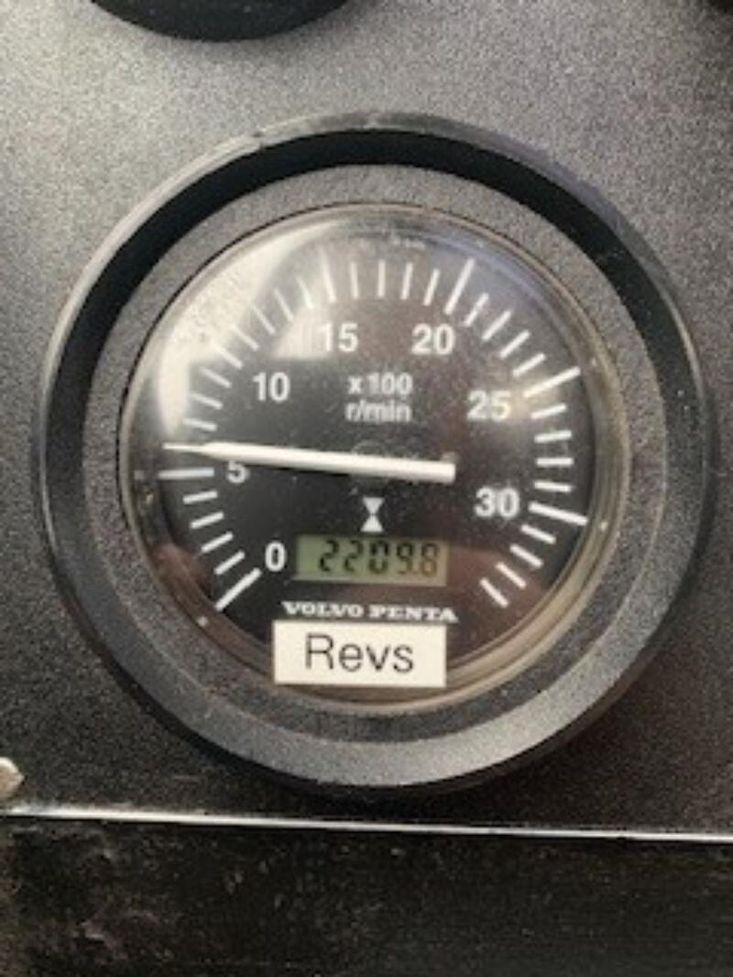 15 20
10 x100 25
r/min
5 30
0 2209.8
VOLVO PENTA
Revs